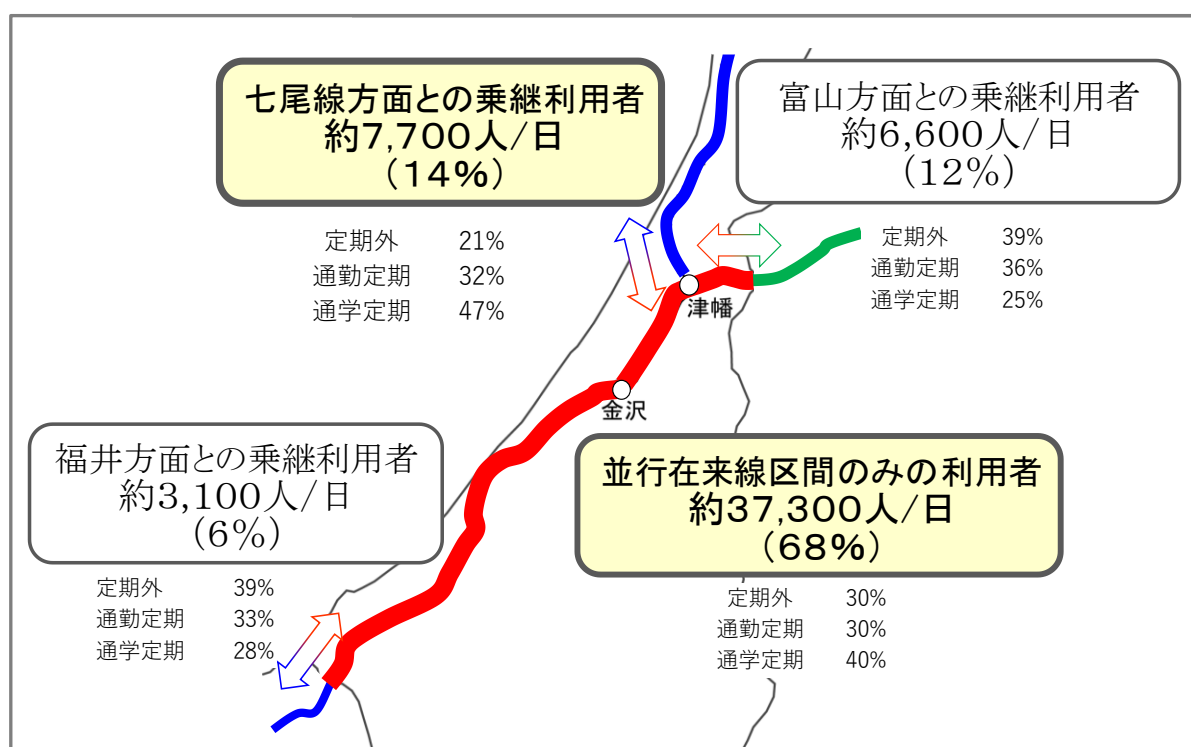 七尾線方面との乗継利用者
約7,700人/日
(14%)
定期外 21%
通勤定期 32%
通学定期 47%
富山方面との乗継利用者
約6,600人/日
(12%)
定期外 39%
通勤定期 36%
通学定期 25%
津幡
金沢
福井方面との乗継利用者
約3,100人/日
(6%)
定期外 39%
通勤定期 33%
通学定期 28%
並行在来線区間のみの利用者
約37,300人/日
(68%)
定期外 30%
通勤定期 30%
通学定期 40%